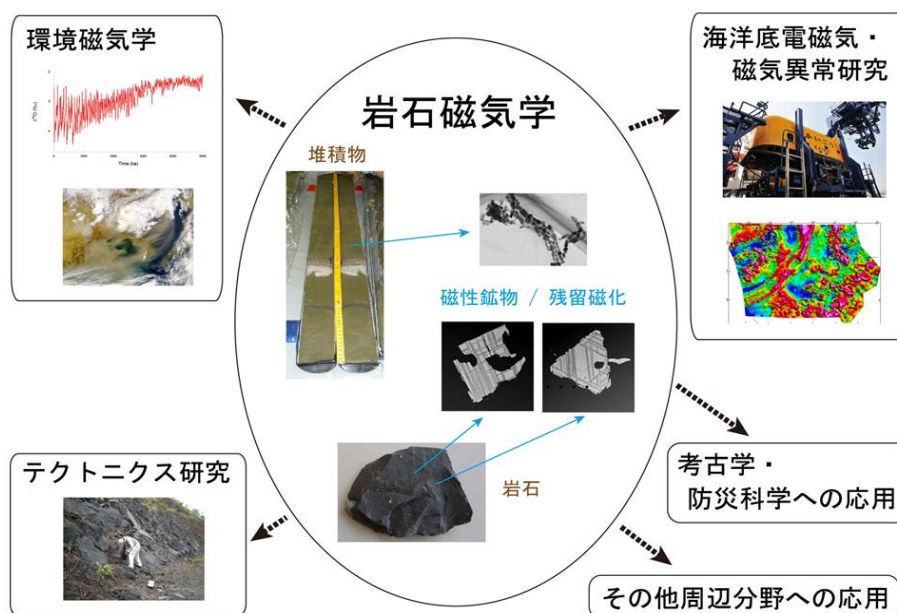 環境磁気学
Time (ka)
岩石磁気学
堆積物
磁性鉱物 / 残留磁化
岩石
海洋底電磁気・
磁気異常研究
テクトニクス研究
考古学・
防災科学への応用
その他周辺分野への応用